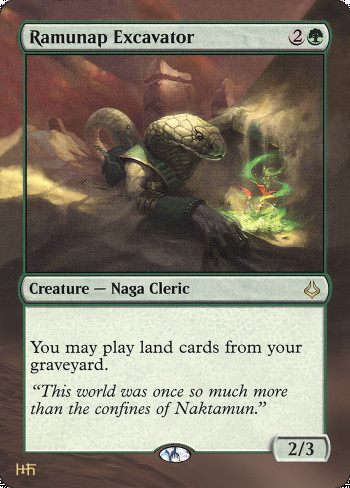 Ramunap Excavator 2
Creature — Naga Cleric
You may play land cards from your
graveyard.
“This world was once so much more
than the confines of Naktamun.”
2/3